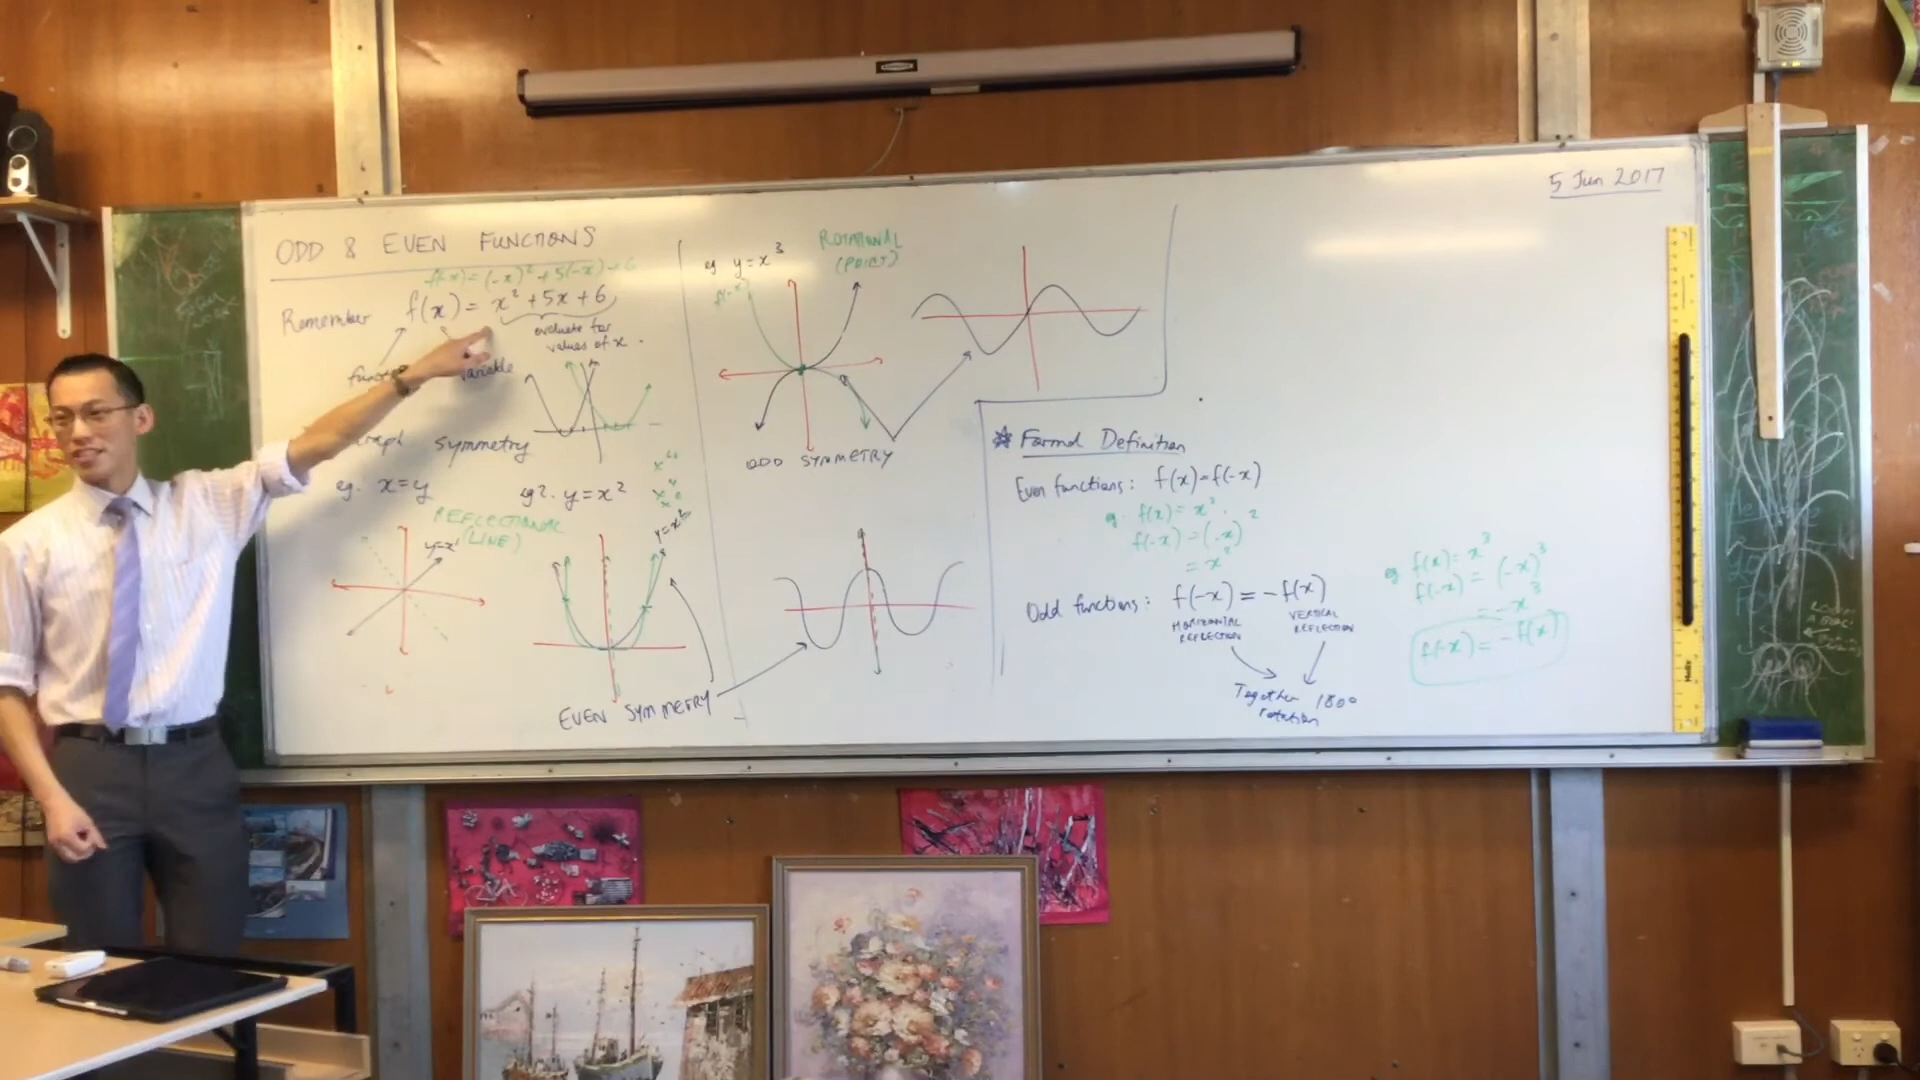 5 Jun 2017
ODD & EVEN FUNCTIONS
f(-x) = (-x)² + 5(-x) + 6
Remember f(x) = x² + 5x + 6
evaluate for
values of x.
variable
symmetry
eg. x=y
eg2. y=x²
REFLECTIONAL
(LINE)
y=x
EVEN SYMMETRY
eg y=x³
ROTATIONAL
(POINT)
f(-x)
ODD SYMMETRY
Formal Definition
Even functions: f(x)=f(-x)
eg. f(x) = x².
f(-x) = (-x)²
= x²
Odd functions: f(-x) = -f(x)
HORIZONTAL
REFLECTION
VERTICAL
REFLECTION
Together 180°
rotation
eg f(x) = x³
f(-x) = (-x)³
= -x³
f(-x) = -f(x)